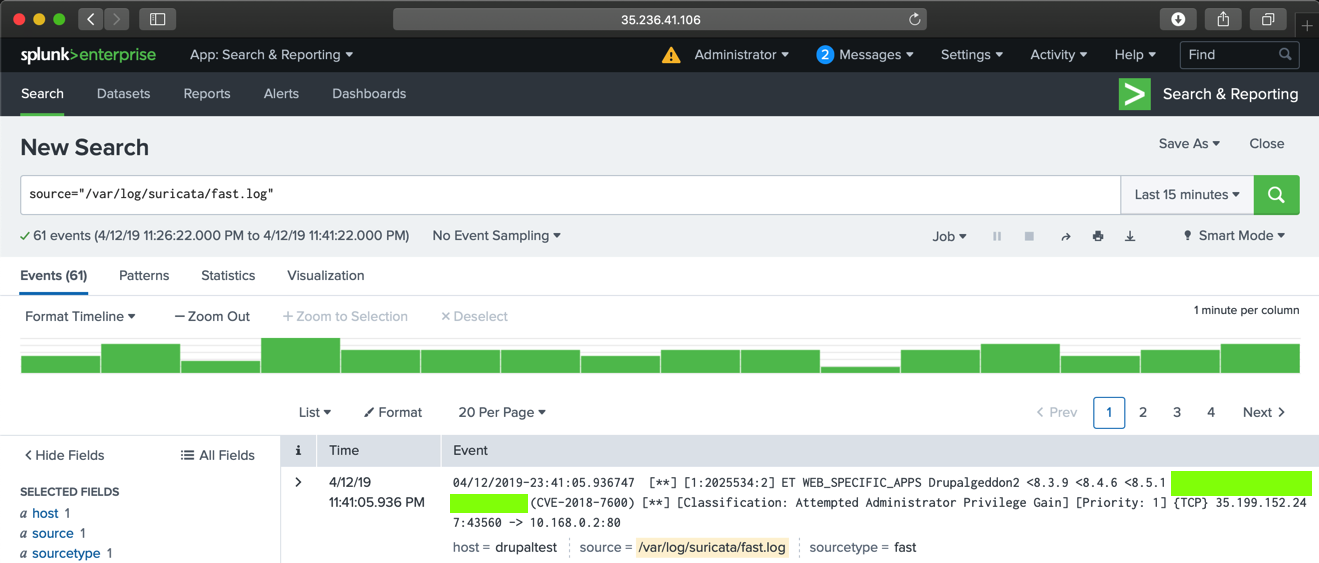 35.236.41.106
splunk>enterprise App: Search & Reporting Administrator 2 Messages Settings Activity Help Find
Search Datasets Reports Alerts Dashboards > Search & Reporting
New Search Save As Close
source="/var/log/suricata/fast.log" Last 15 minutes
61 events (4/12/19 11:26:22.000 PM to 4/12/19 11:41:22.000 PM) No Event Sampling Job Smart Mode
Events (61) Patterns Statistics Visualization
Format Timeline — Zoom Out + Zoom to Selection × Deselect 1 minute per column
List Format 20 Per Page < Prev 1 2 3 4 Next >
< Hide Fields All Fields i Time Event
SELECTED FIELDS
a host 1
a source 1
a sourcetype 1
> 4/12/19 04/12/2019-23:41:05.936747 [**] [1:2025534:2] ET WEB_SPECIFIC_APPS Drupalgeddon2 <8.3.9 <8.4.6 <8.5.1
11:41:05.936 PM (CVE-2018-7600) [**] [Classification: Attempted Administrator Privilege Gain] [Priority: 1] {TCP} 35.199.152.24
7:43560 -> 10.168.0.2:80
host = drupaltest source = /var/log/suricata/fast.log sourcetype = fast